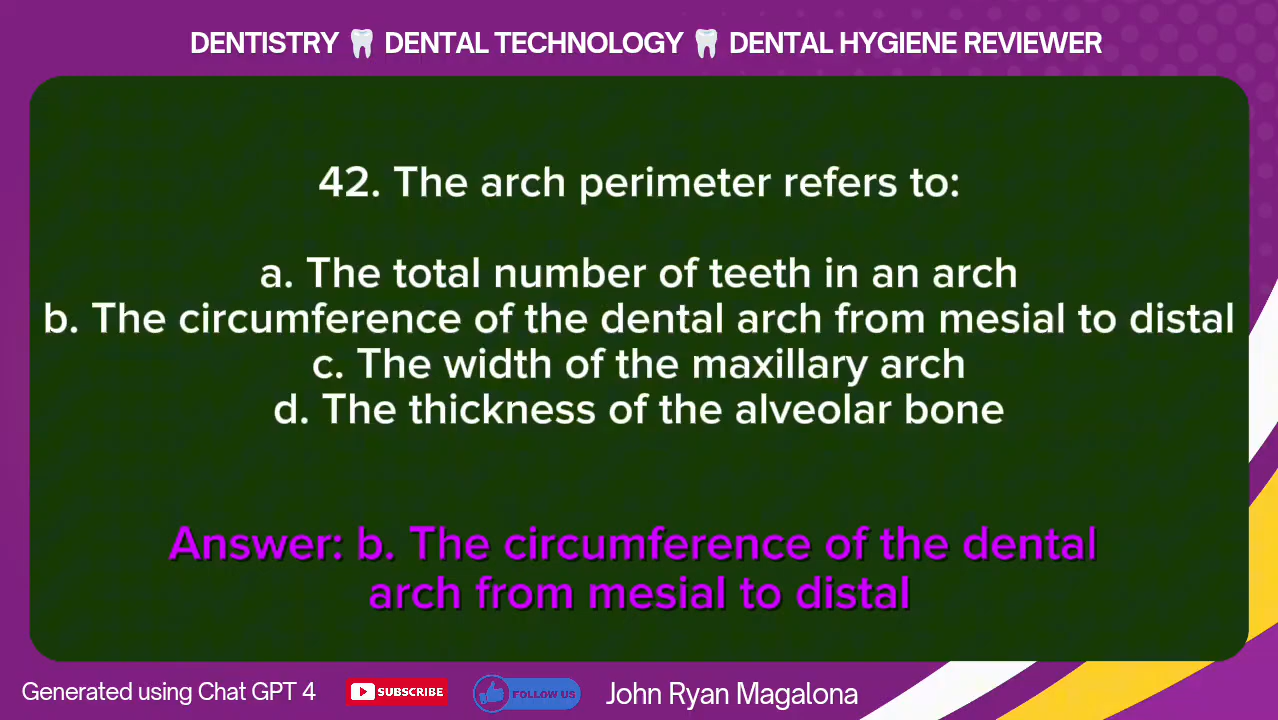 DENTISTRY 🦷 DENTAL TECHNOLOGY 🦷 DENTAL HYGIENE REVIEWER
42. The arch perimeter refers to:
a. The total number of teeth in an arch
b. The circumference of the dental arch from mesial to distal
c. The width of the maxillary arch
d. The thickness of the alveolar bone
Answer: b. The circumference of the dental
arch from mesial to distal
Generated using Chat GPT 4 SUBSCRIBE FOLLOW US John Ryan Magalona